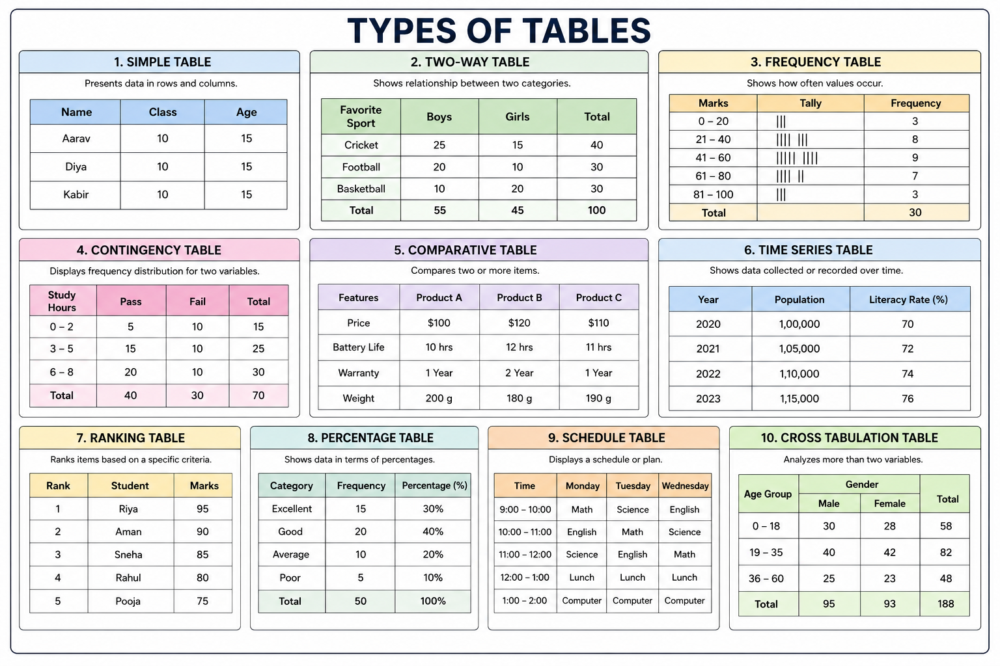 TYPES OF TABLES
1. SIMPLE TABLE
Presents data in rows and columns.
Name Class Age
Aarav 10 15
Diya 10 15
Kabir 10 15
2. TWO-WAY TABLE
Shows relationship between two categories.
Favorite
Sport Boys Girls Total
Cricket 25 15 40
Football 20 10 30
Basketball 10 20 30
Total 55 45 100
3. FREQUENCY TABLE
Shows how often values occur.
Marks Tally Frequency
0 – 20 ||| 3
21 – 40 |||| ||| 8
41 – 60 ||||| |||| 9
61 – 80 |||| || 7
81 – 100 ||| 3
Total 30
4. CONTINGENCY TABLE
Displays frequency distribution for two variables.
Study
Hours Pass Fail Total
0 – 2 5 10 15
3 – 5 15 10 25
6 – 8 20 10 30
Total 40 30 70
5. COMPARATIVE TABLE
Compares two or more items.
Features Product A Product B Product C
Price $100 $120 $110
Battery Life 10 hrs 12 hrs 11 hrs
Warranty 1 Year 2 Year 1 Year
Weight 200 g 180 g 190 g
6. TIME SERIES TABLE
Shows data collected or recorded over time.
Year Population Literacy Rate (%)
2020 1,00,000 70
2021 1,05,000 72
2022 1,10,000 74
2023 1,15,000 76
7. RANKING TABLE
Ranks items based on a specific criteria.
Rank Student Marks
1 Riya 95
2 Aman 90
3 Sneha 85
4 Rahul 80
5 Pooja 75
8. PERCENTAGE TABLE
Shows data in terms of percentages.
Category Frequency Percentage (%)
Excellent 15 30%
Good 20 40%
Average 10 20%
Poor 5 10%
Total 50 100%
9. SCHEDULE TABLE
Displays a schedule or plan.
Time Monday Tuesday Wednesday
9:00 – 10:00 Math Science English
10:00 – 11:00 English Math Science
11:00 – 12:00 Science English Math
12:00 – 1:00 Lunch Lunch Lunch
1:00 – 2:00 Computer Computer Computer
10. CROSS TABULATION TABLE
Analyzes more than two variables.
Age Group Gender Total
Male Female
0 – 18 30 28 58
19 – 35 40 42 82
36 – 60 25 23 48
Total 95 93 188